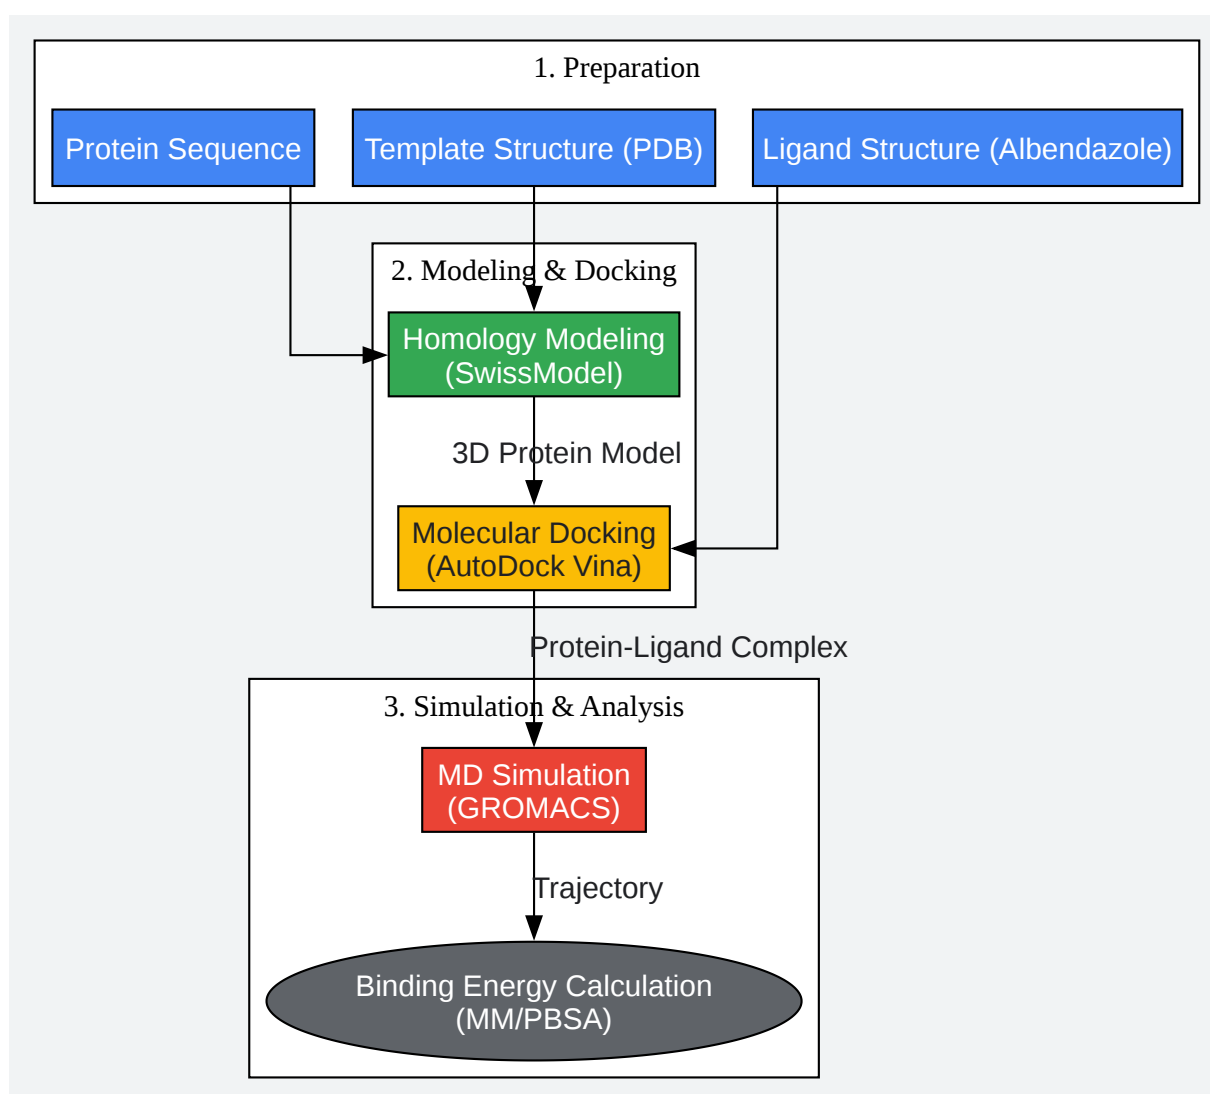 1. Preparation
Protein Sequence
Template Structure (PDB)
Ligand Structure (Albendazole)
2. Modeling & Docking
Homology Modeling
(SwissModel)
3D Protein Model
Molecular Docking
(AutoDock Vina)
Protein-Ligand Complex
3. Simulation & Analysis
MD Simulation
(GROMACS)
Trajectory
Binding Energy Calculation
(MM/PBSA)